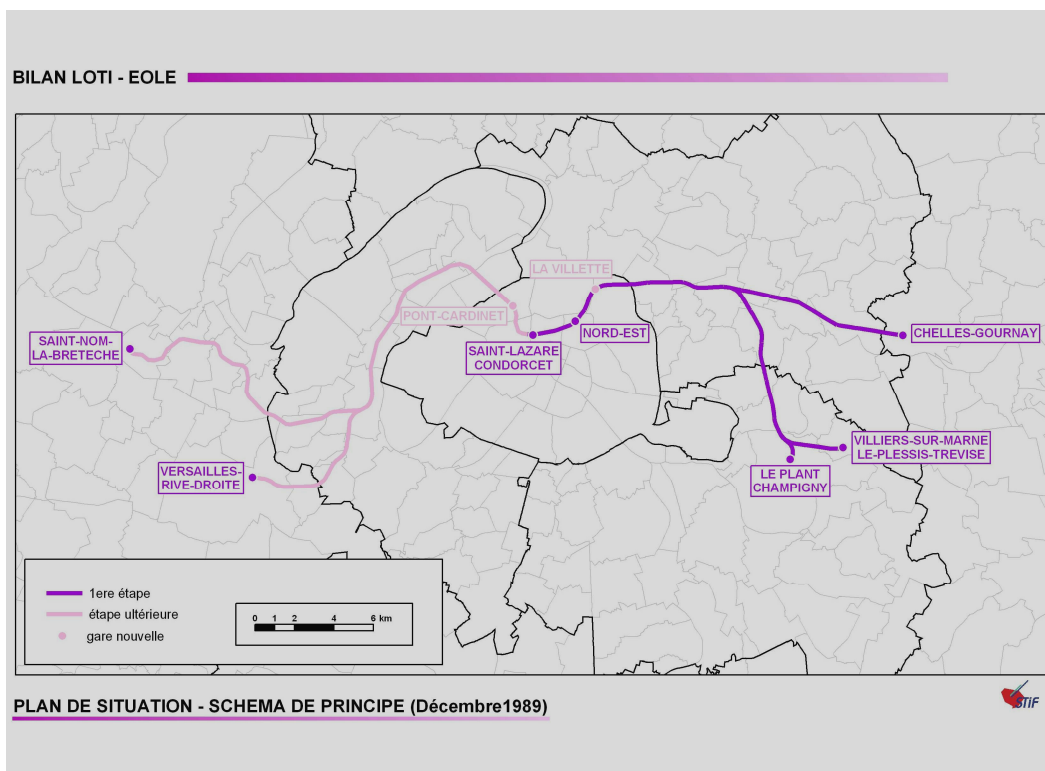 BILAN LOTI - EOLE
LA VILLETTE
PONT-CARDINET
SAINT-NOM-
LA-BRETECHE
SAINT-LAZARE
CONDORCET
NORD-EST
CHELLES-GOURNAY
VERSAILLES-
RIVE-DROITE
VILLIERS-SUR-MARNE
LE-PLESSIS-TREVISE
LE PLANT
CHAMPIGNY
1ere étape
étape ultérieure
gare nouvelle
0 1 2 4 6 km
PLAN DE SITUATION - SCHEMA DE PRINCIPE (Décembre1989)
STIF